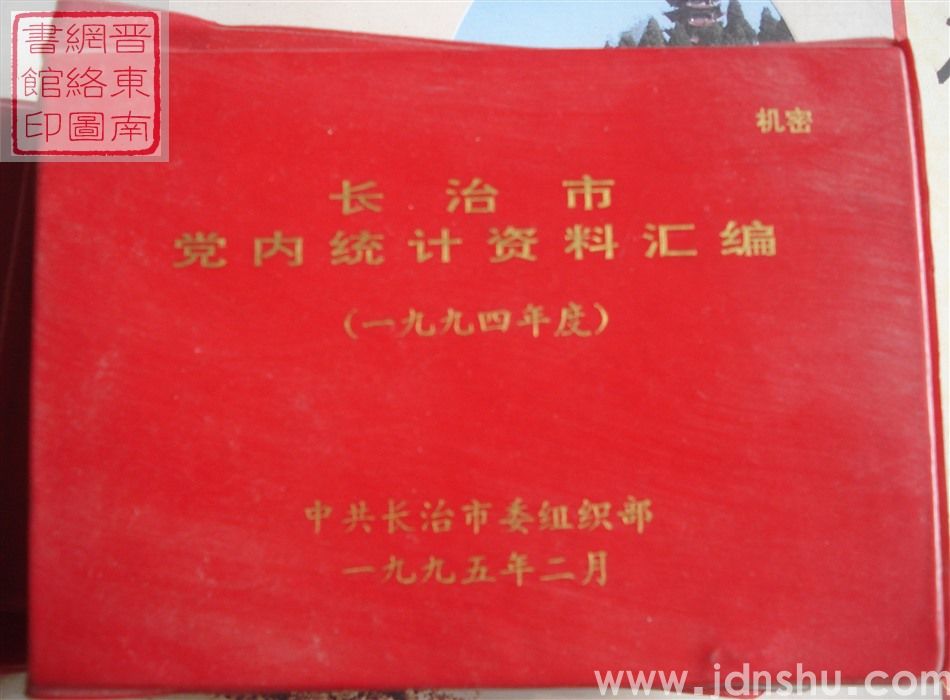 晋東南
網絡圖
書館印
机密
长治市
党内统计资料汇编
(一九九四年度)
中共长治市委组织部
一九九五年二月
www.jdnshu.com